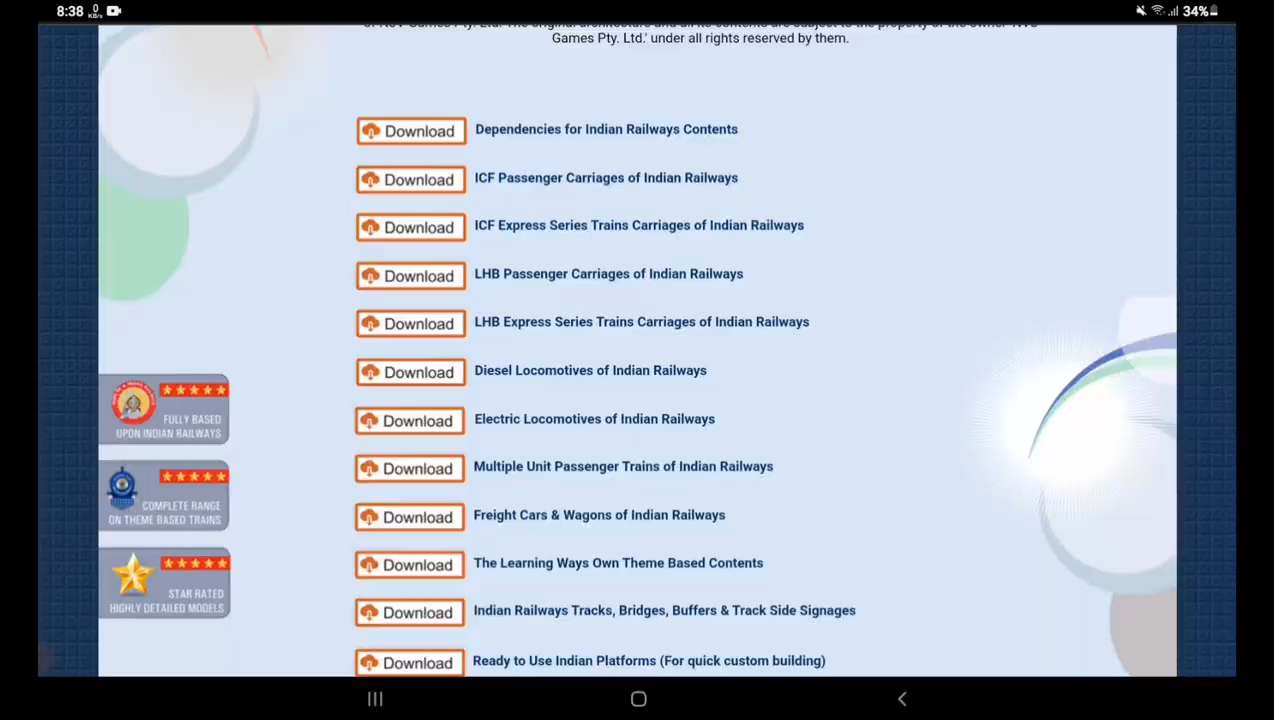 8:38 0 KB/s 34%
Games Pty. Ltd.' under all rights reserved by them.
Download Dependencies for Indian Railways Contents
Download ICF Passenger Carriages of Indian Railways
Download ICF Express Series Trains Carriages of Indian Railways
Download LHB Passenger Carriages of Indian Railways
Download LHB Express Series Trains Carriages of Indian Railways
Download Diesel Locomotives of Indian Railways
Download Electric Locomotives of Indian Railways
Download Multiple Unit Passenger Trains of Indian Railways
Download Freight Cars & Wagons of Indian Railways
Download The Learning Ways Own Theme Based Contents
Download Indian Railways Tracks, Bridges, Buffers & Track Side Signages
Download Ready to Use Indian Platforms (For quick custom building)
FULLY BASED
UPON INDIAN RAILWAYS
COMPLETE RANGE
ON THEME BASED TRAINS
STAR RATED
HIGHLY DETAILED MODELS